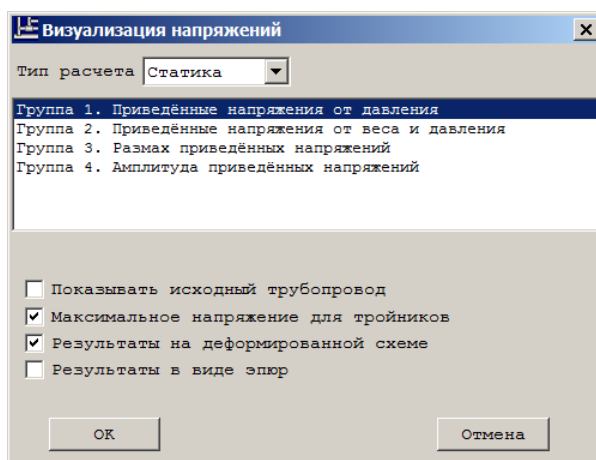 Визуализация напряжений
Тип расчета Статика
Группа 1. Приведённые напряжения от давления
Группа 2. Приведённые напряжения от веса и давления
Группа 3. Размах приведённых напряжений
Группа 4. Амплитуда приведённых напряжений
Показывать исходный трубопровод
Максимальное напряжение для тройников
Результаты на деформированной схеме
Результаты в виде эпюр
OK Отмена